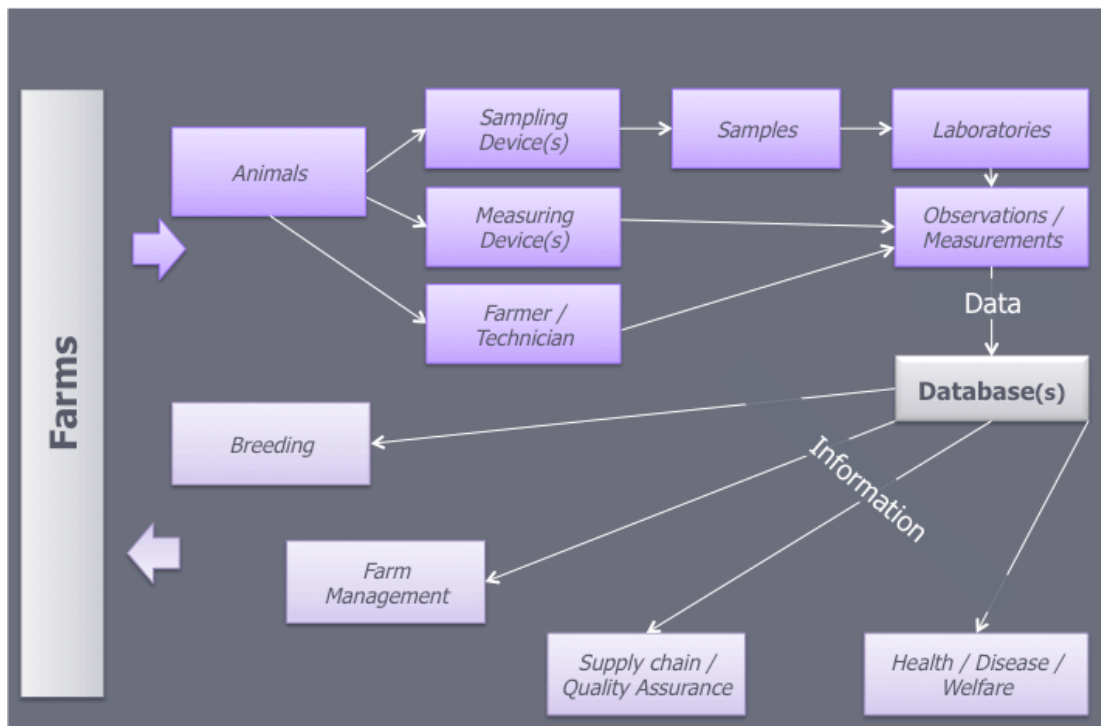 Farms
Animals
Sampling
Device(s)
Samples
Laboratories
Measuring
Device(s)
Observations /
Measurements
Farmer /
Technician
Data
Database(s)
Information
Breeding
Farm
Management
Supply chain /
Quality Assurance
Health / Disease /
Welfare